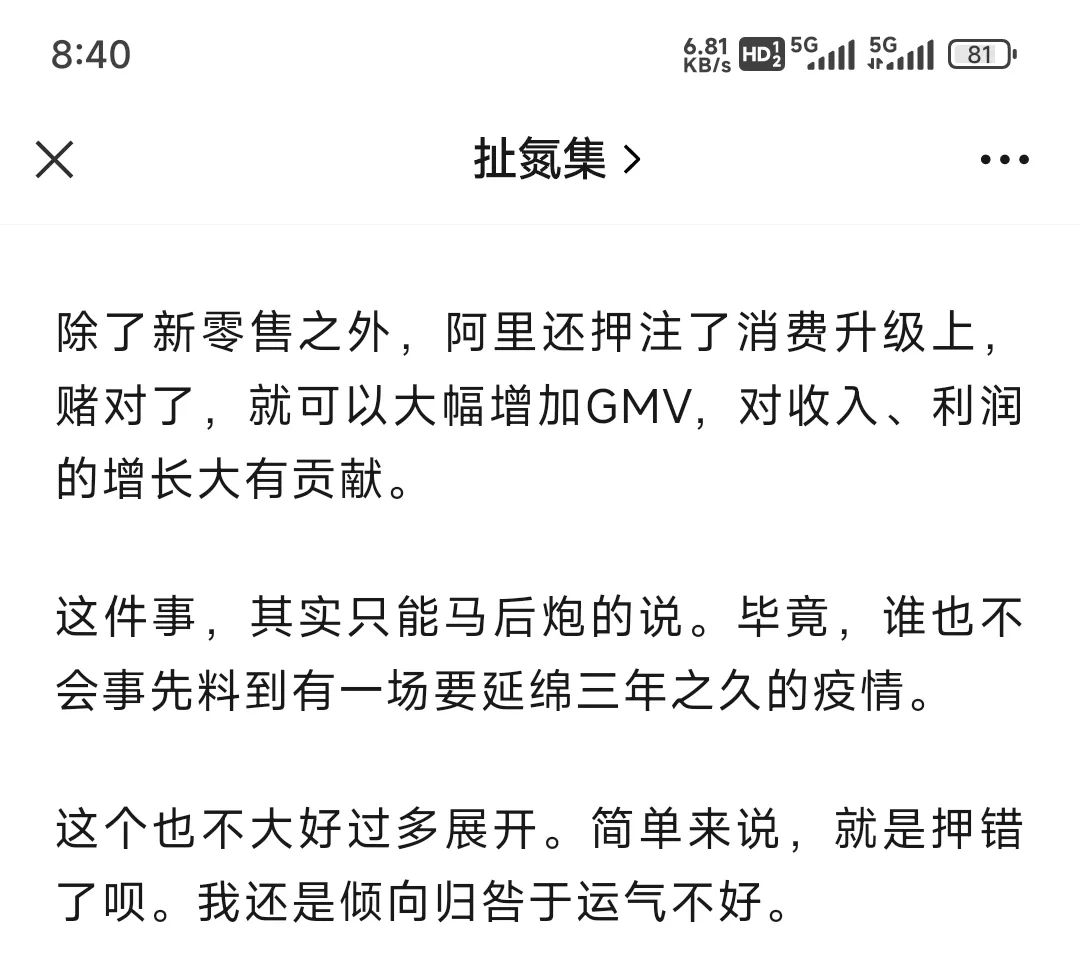 8:40
6.81 KB/s HD 1 2 5G 5G 81
扯氮集
除了新零售之外，阿里还押注了消费升级上，
赌对了，就可以大幅增加GMV，对收入、利润
的增长大有贡献。
这件事，其实只能马后炮的说。毕竟，谁也不
会事先料到有一场要延绵三年之久的疫情。
这个也不大好过多展开。简单来说，就是押错
了呗。我还是倾向归咎于运气不好。